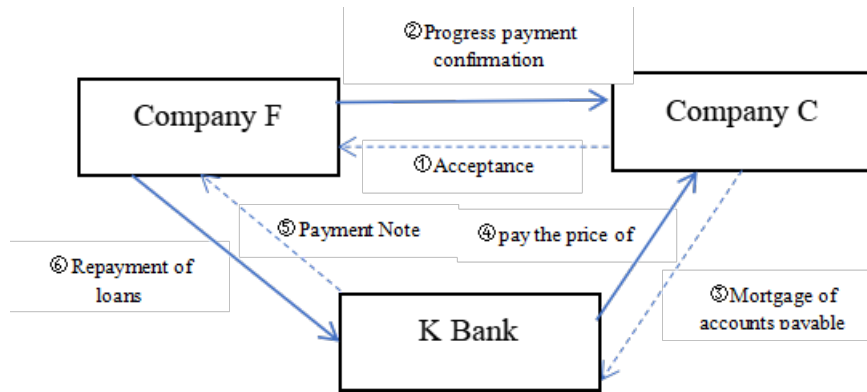 ②Progress payment
confirmation
Company F
Company C
①Acceptance
⑤Payment Note
④pay the price of
⑥Repayment of
loans
③Mortgage of
accounts payable
K Bank